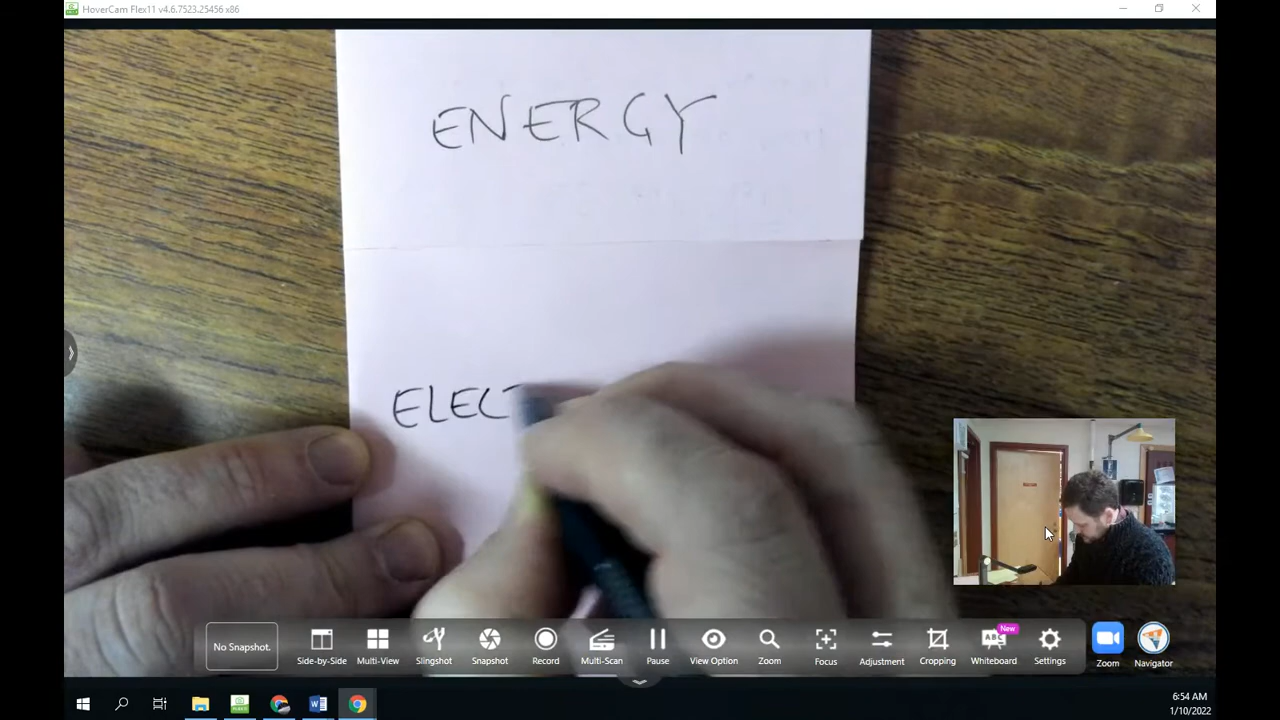 HoverCam Flex11 v4.6.7523.25456 x86
ENERGY
ELECT
No Snapshot.
Side-by-Side
Multi-View
Slingshot
Snapshot
Record
Multi-Scan
Pause
View Option
Zoom
Focus
Adjustment
Cropping
New
ABC
Whiteboard
Settings
Zoom
Navigator
6:54 AM
1/10/2022